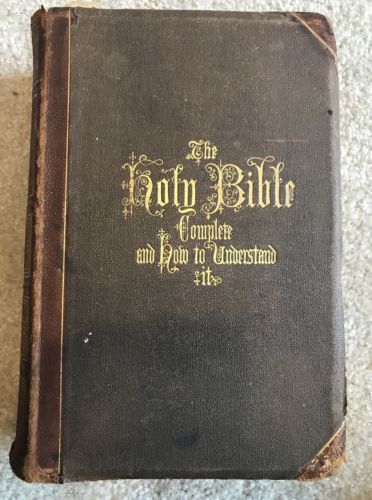 The
Holy Bible
Complete
and How to Understand
it